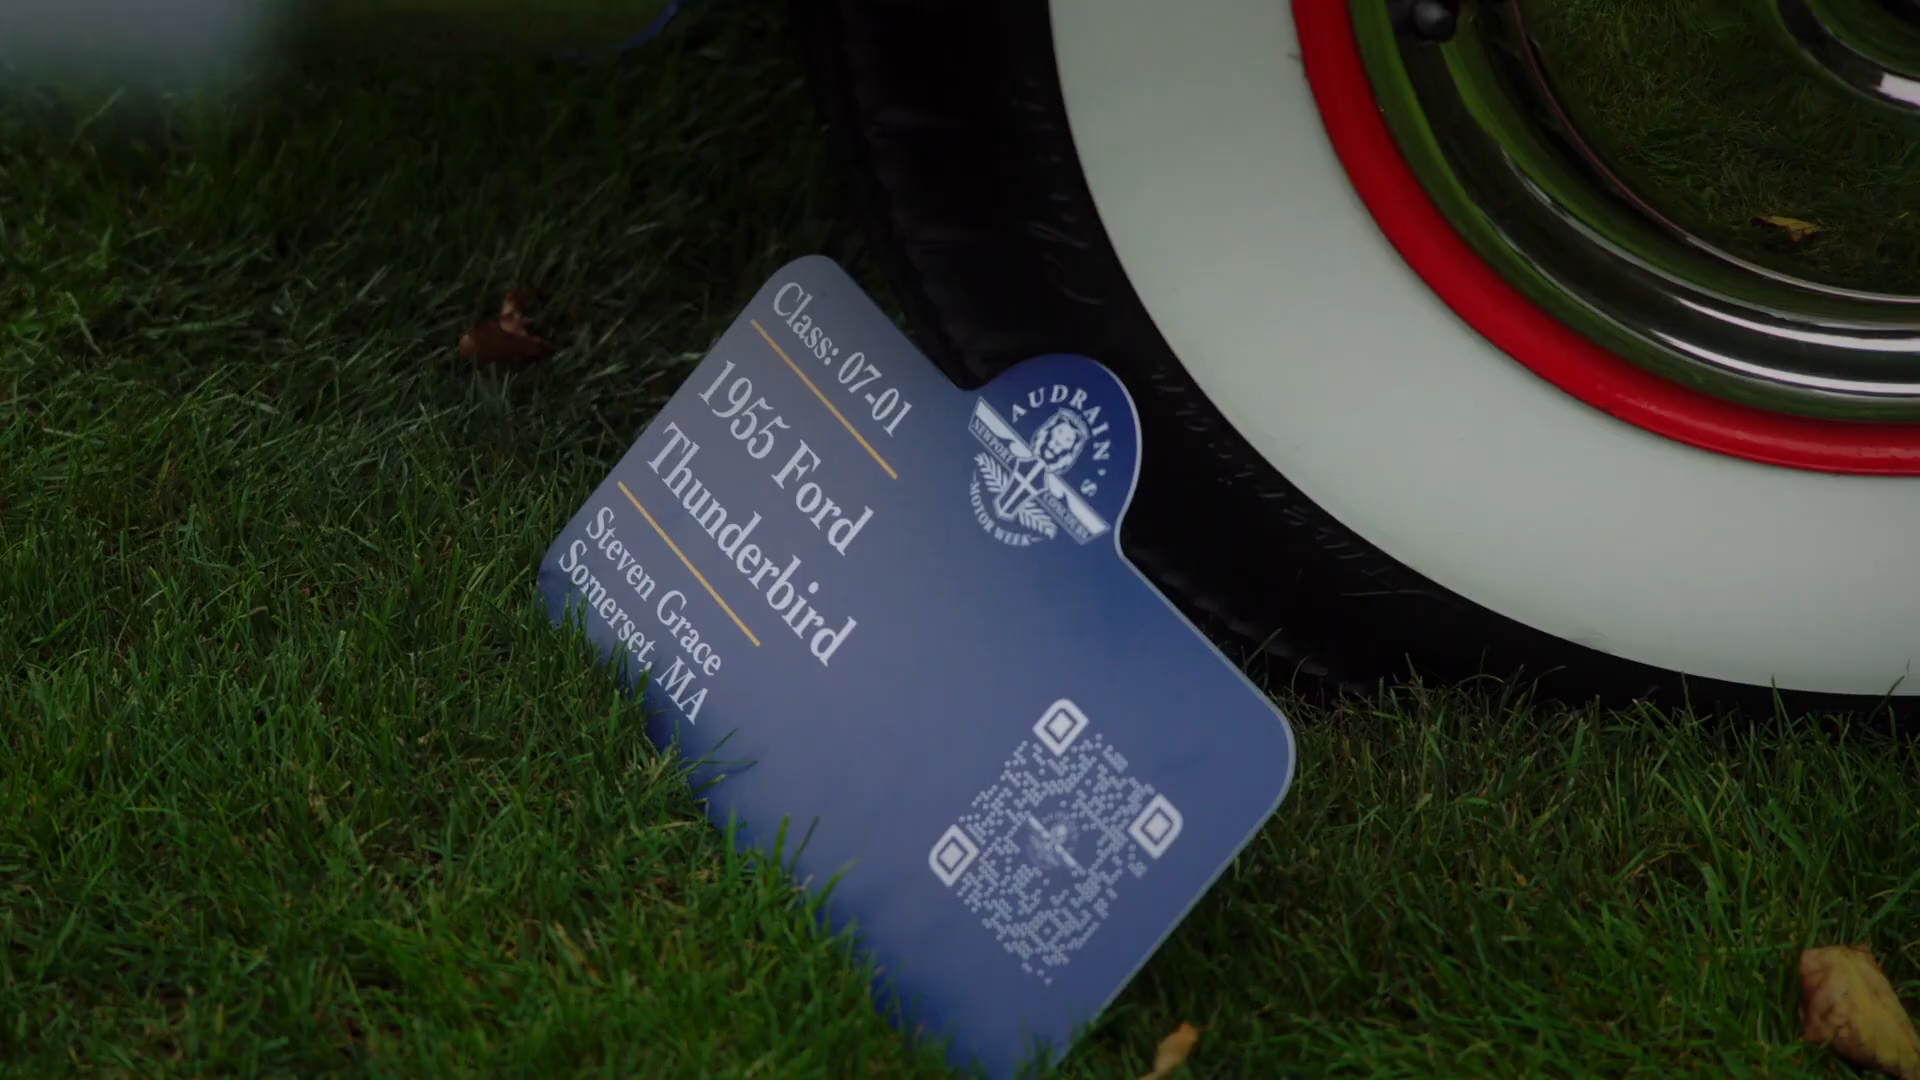 Class: 07-01
1955 Ford
Thunderbird
Steven Grace
Somerset, MA
AUDRAIN'S
NEWPORT
CONCOURS
MOTOR WEEK